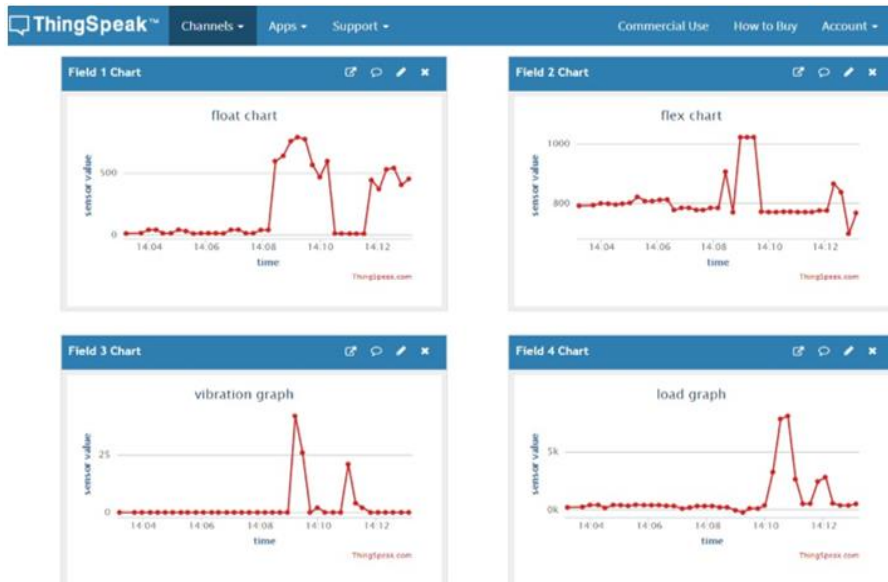 ThingSpeak™ Channels Apps Support Commercial Use How to Buy Account
Field 1 Chart
float chart
sensor value
500
0
14:04 14:06 14:08 14:10 14:12
time
ThingSpeak.com
Field 2 Chart
flex chart
sensor value
1000
800
14:04 14:06 14:08 14:10 14:12
time
ThingSpeak.com
Field 3 Chart
vibration graph
sensor value
25
0
14:04 14:06 14:08 14:10 14:12
time
ThingSpeak.com
Field 4 Chart
load graph
sensor value
5k
0k
14:04 14:06 14:08 14:10 14:12
time
ThingSpeak.com